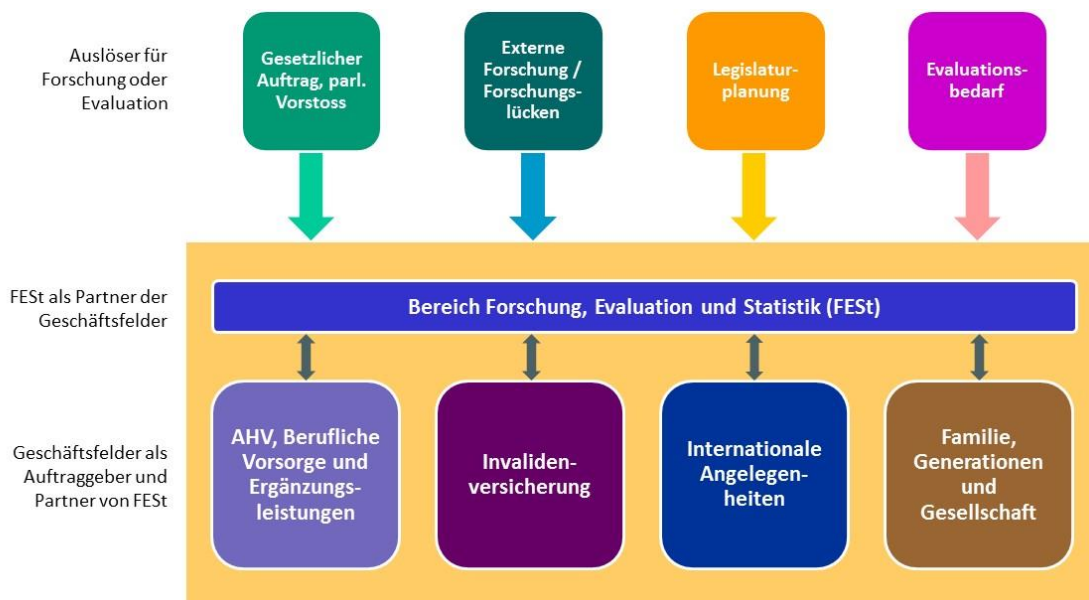 Auslöser für
Forschung oder
Evaluation
Gesetzlicher
Auftrag, parl.
Vorstoss
Externe
Forschung /
Forschungs-
lücken
Legislatur-
planung
Evaluations-
bedarf
FESt als Partner der
Geschäftsfelder
Bereich Forschung, Evaluation und Statistik (FESt)
Geschäftsfelder als
Auftraggeber und
Partner von FESt
AHV, Berufliche
Vorsorge und
Ergänzungs-
leistungen
Invaliden-
versicherung
Internationale
Angelegen-
heiten
Familie,
Generationen
und
Gesellschaft